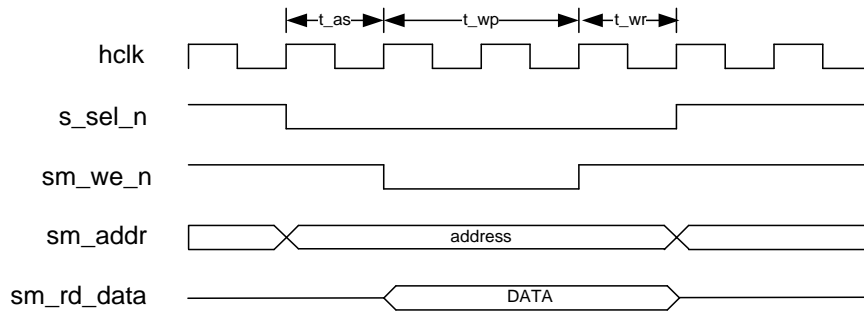 t_as t_wp t_wr
hclk
s_sel_n
sm_we_n
sm_addr address
sm_rd_data DATA